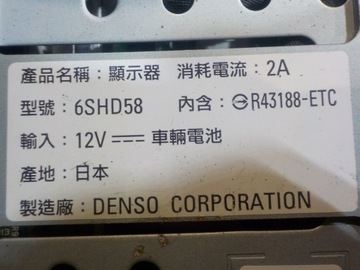 產品名稱：顯示器 消耗電流：2A
型號：6SHD58 內含：R43188-ETC
輸入：12V⎓車輛電池
產地：日本
製造廠：DENSO CORPORATION